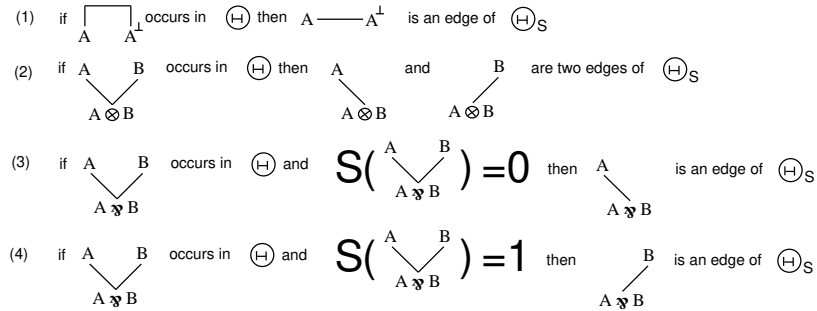 (1) if A A⊥ occurs in Θ then A A⊥ is an edge of Θ S
(2) if A B A ⊗ B occurs in Θ then A A ⊗ B and B A ⊗ B are two edges of Θ S
(3) if A B A ⅋ B occurs in Θ and S( A B A ⅋ B ) =0 then A A ⅋ B is an edge of Θ S
(4) if A B A ⅋ B occurs in Θ and S( A B A ⅋ B ) =1 then B A ⅋ B is an edge of Θ S